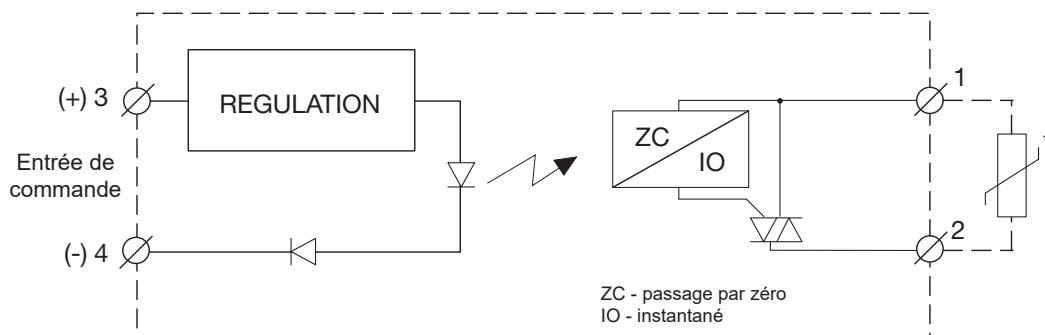 (+) 3
REGULATION
Entrée de
commande
(-) 4
ZC
IO
1
2
*
ZC - passage par zéro
IO - instantané